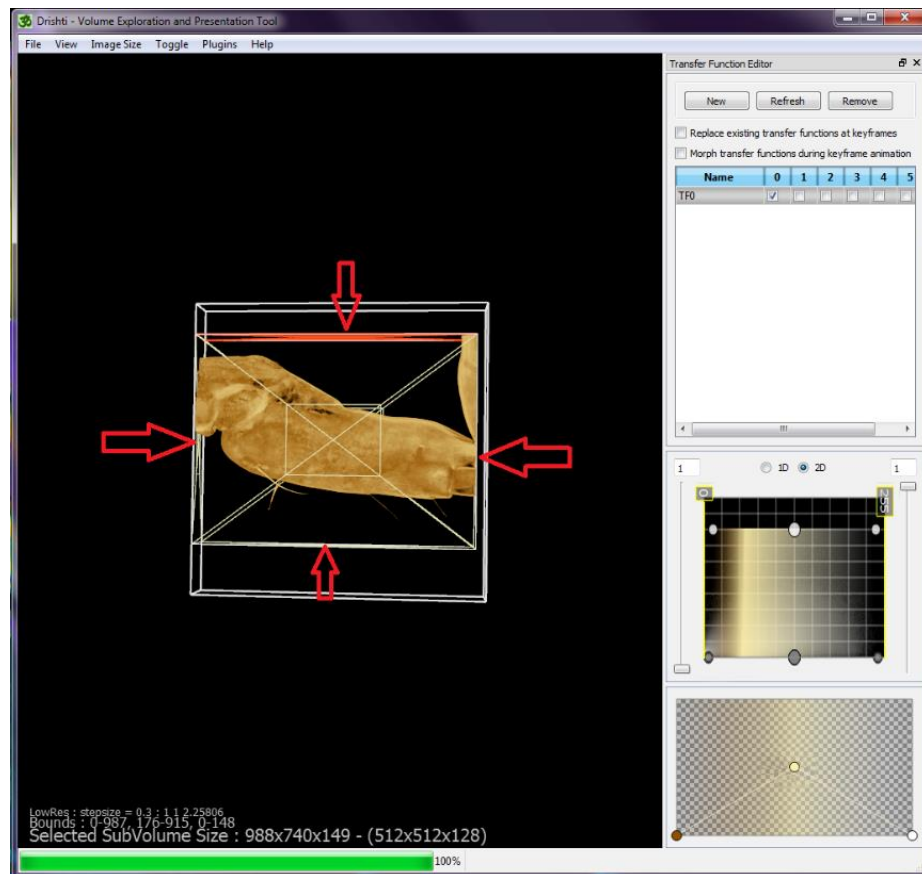 Drishti - Volume Exploration and Presentation Tool
File View Image Size Toggle Plugins Help
Transfer Function Editor
New Refresh Remove
Replace existing transfer functions at keyframes
Morph transfer functions during keyframe animation
Name 0 1 2 3 4 5
TF0
1 1D 2D 1
0 255
LowRes : stepsize = 0.3 : 1 1 2.25806
Bounds : 0-987, 176-915, 0-148
Selected SubVolume Size : 988x740x149 - (512x512x128)
100%